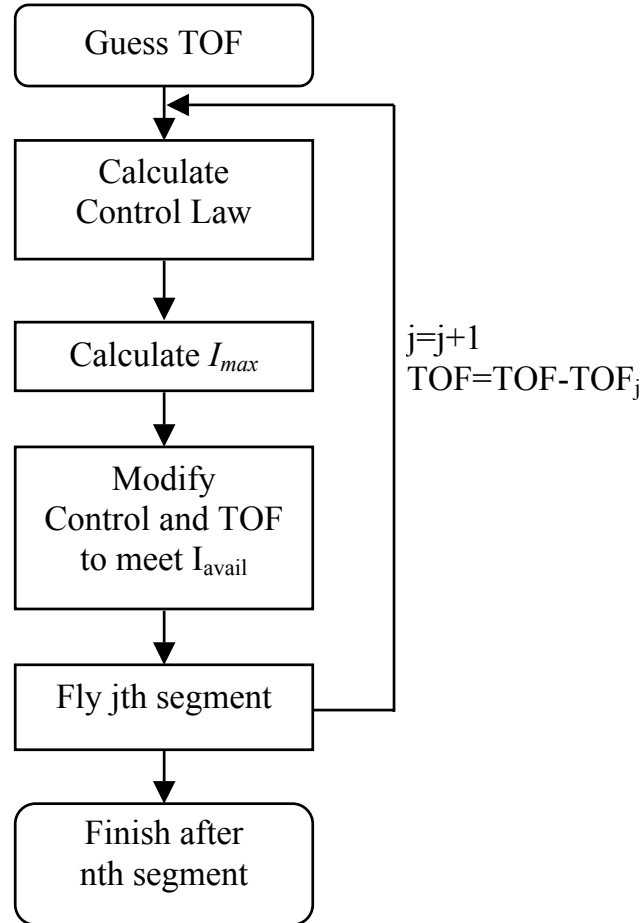 Guess TOF
Calculate
Control Law
Calculate I_max
j=j+1
TOF=TOF-TOF_j
Modify
Control and TOF
to meet I_avail
Fly jth segment
Finish after
nth segment